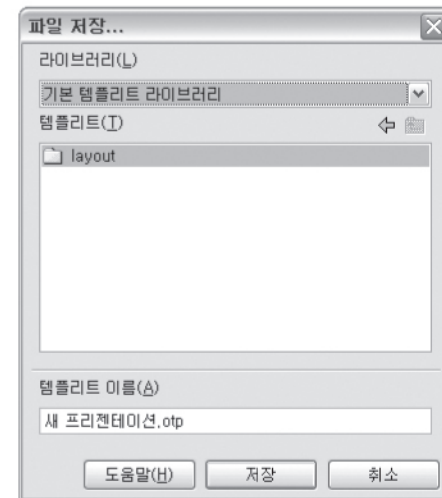 파일 저장...
라이브러리(L)
기본 템플리트 라이브러리
템플리트(T)
layout
템플리트 이름(A)
새 프리젠테이션.otp
도움말(H) 저장 취소